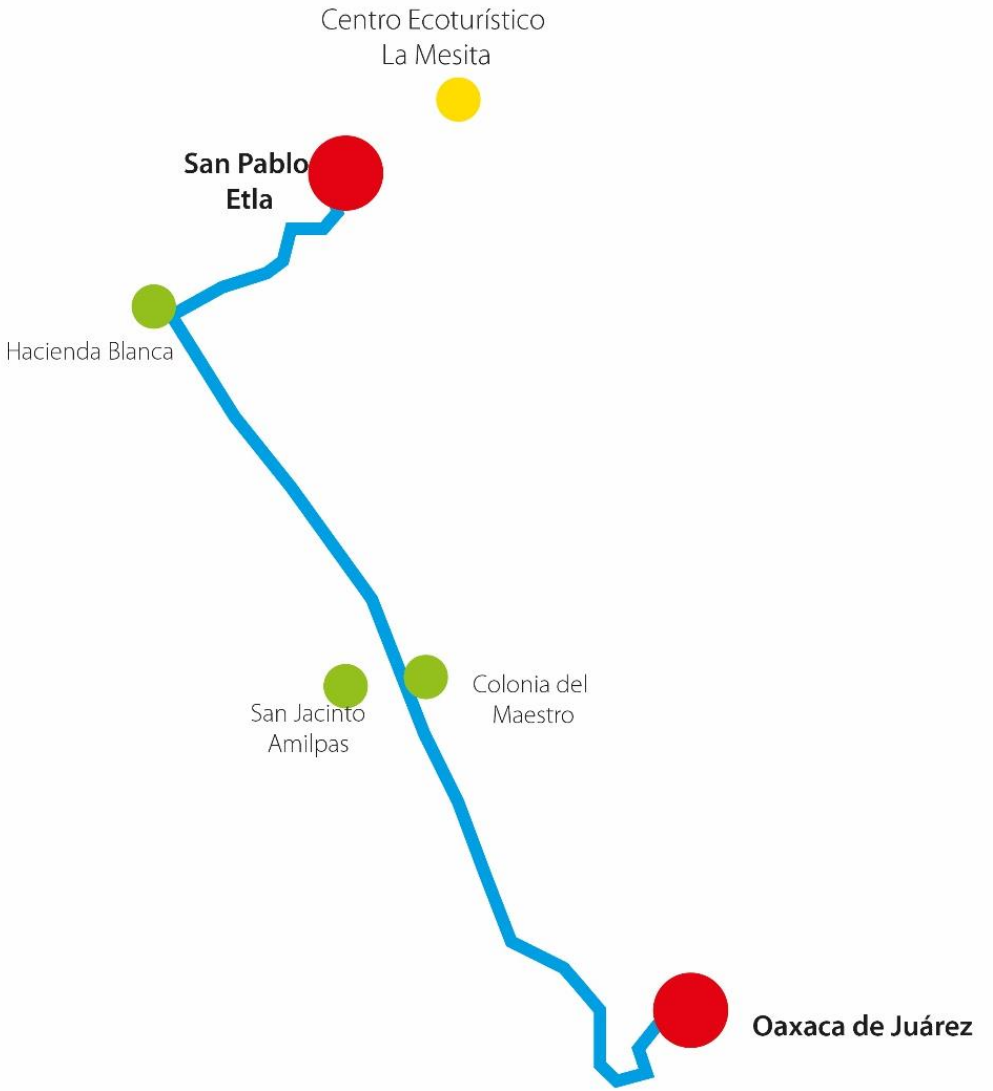 Centro Ecoturístico
La Mesita
San Pablo
Etla
Hacienda Blanca
San Jacinto
Amilpas
Colonia del
Maestro
Oaxaca de Juárez